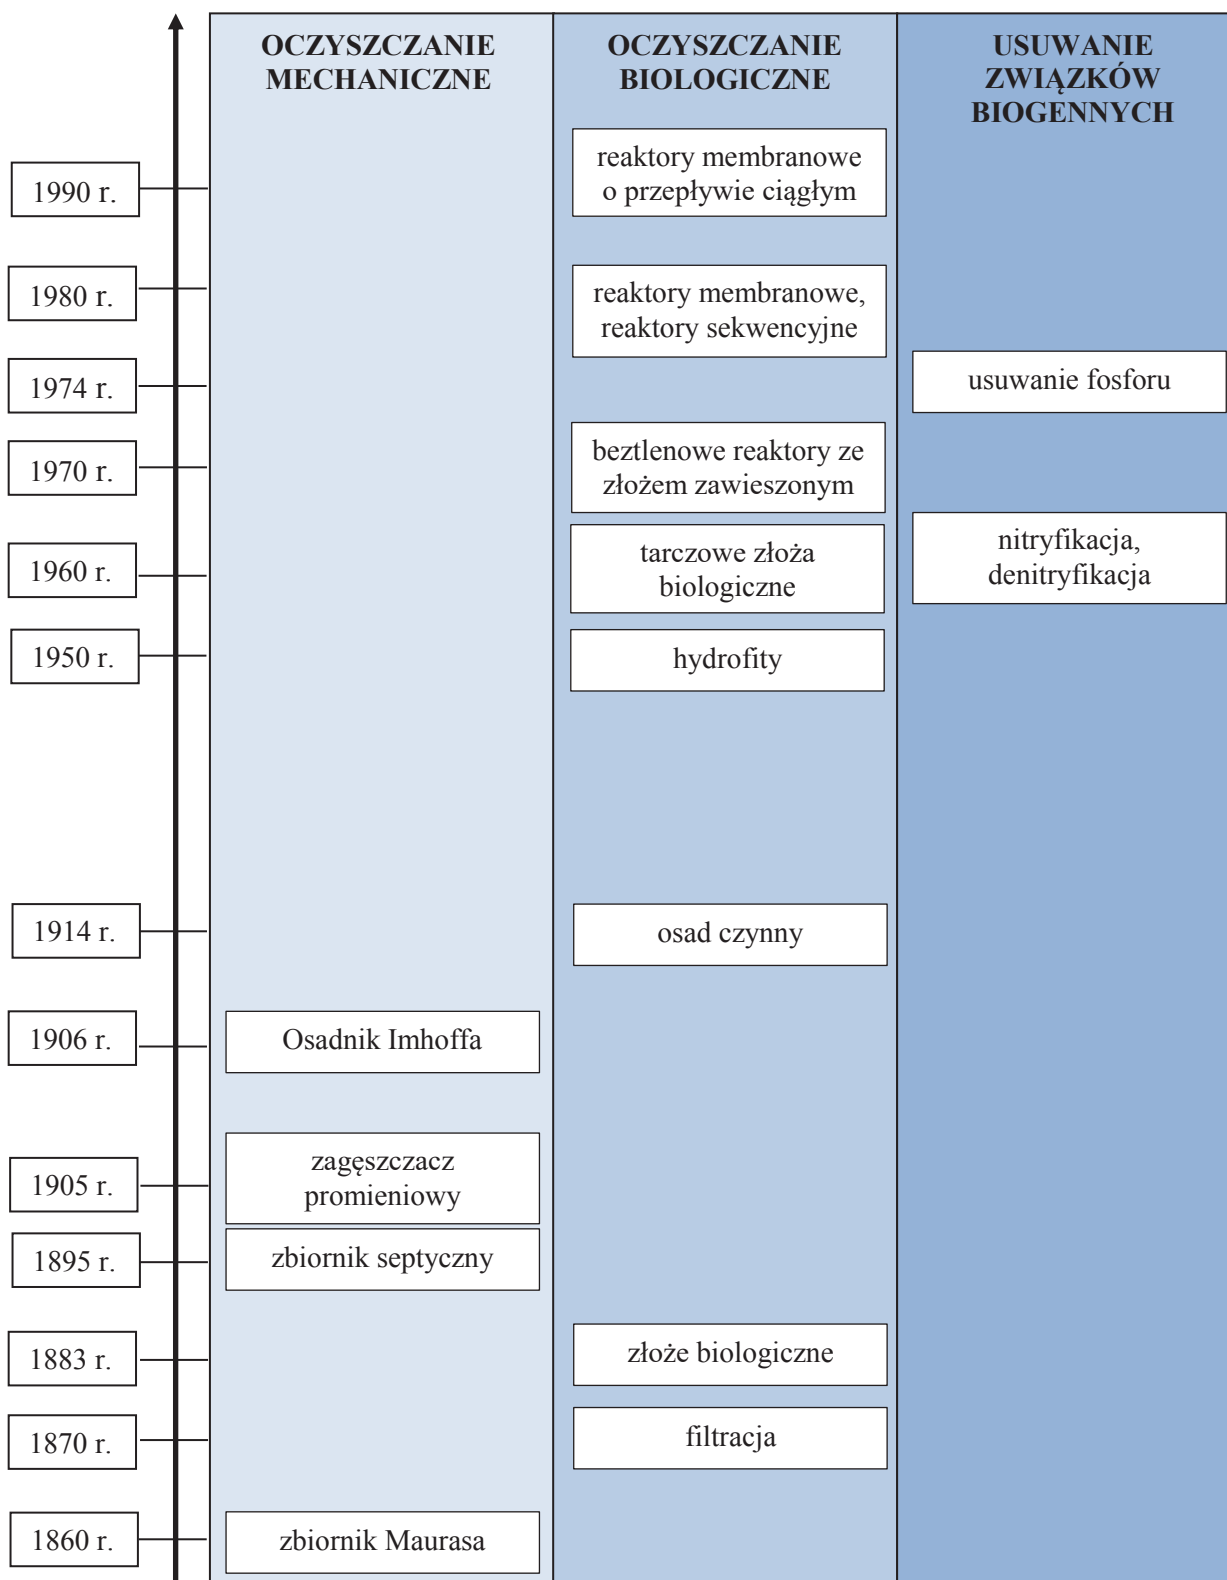 OCZYSZCZANIE
MECHANICZNE
OCZYSZCZANIE
BIOLOGICZNE
USUWANIE
ZWIĄZKÓW
BIOGENNYCH
1990 r.
reaktory membranowe
o przepływie ciągłym
1980 r.
reaktory membranowe,
reaktory sekwencyjne
1974 r.
usuwanie fosforu
1970 r.
beztlenowe reaktory ze
złożem zawieszonym
1960 r.
tarczowe złoża
biologiczne
nitryfikacja,
denitryfikacja
1950 r.
hydrofity
1914 r.
osad czynny
1906 r.
Osadnik Imhoffa
1905 r.
zagęszczacz
promieniowy
1895 r.
zbiornik septyczny
1883 r.
złoże biologiczne
1870 r.
filtracja
1860 r.
zbiornik Maurasa